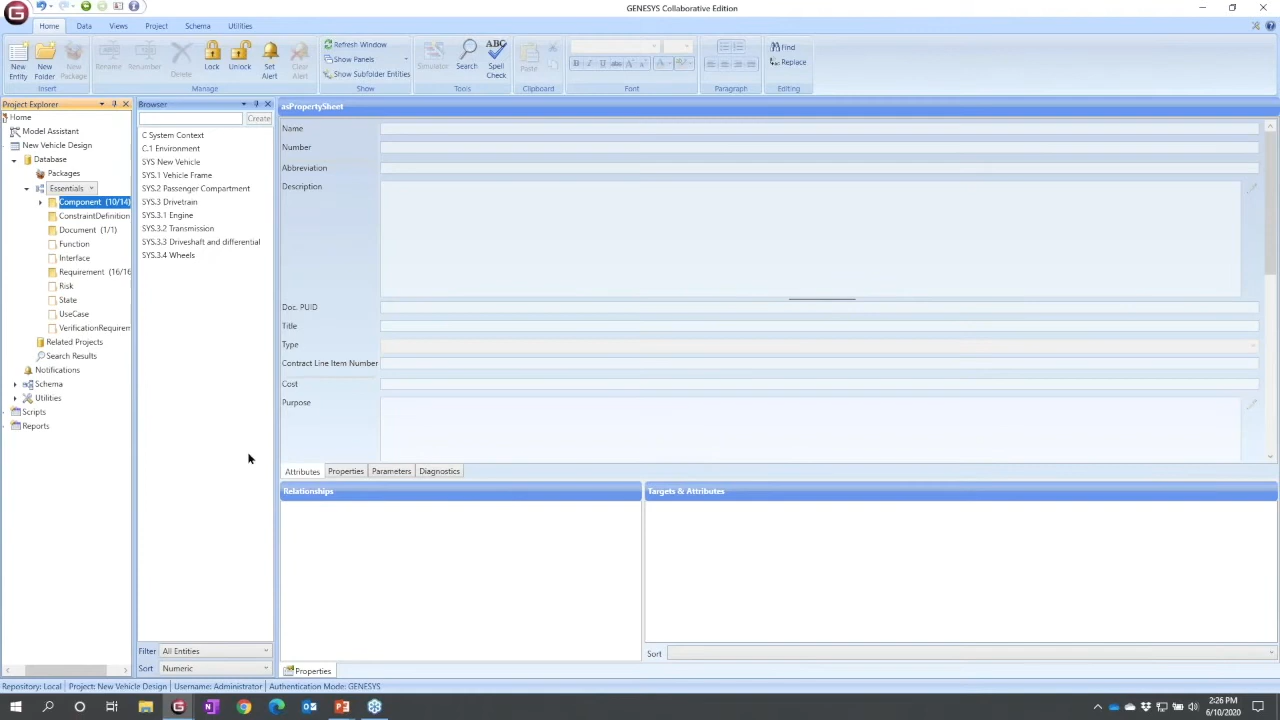 GENESYS Collaborative Edition
Home Data Views Project Schema Utilities
New Entity
New Folder
New Package
Rename
Renumber
Delete
Lock
Unlock
Set Alert
Clear Alert
Refresh Window
Show Panels
Show Subfolder Entities
Simulator
Search
ABC
Spell Check
Paste
Find
Replace
Insert Manage Show Tools Clipboard Font Paragraph Editing
Project Explorer
Home
Model Assistant
New Vehicle Design
Database
Packages
Essentials
Component (10/14)
ConstraintDefinition
Document (1/1)
Function
Interface
Requirement (16/16
Risk
State
UseCase
VerificationRequirem
Related Projects
Search Results
Notifications
Schema
Utilities
Scripts
Reports
Browser
Create
C System Context
C.1 Environment
SYS New Vehicle
SYS.1 Vehicle Frame
SYS.2 Passenger Compartment
SYS.3 Drivetrain
SYS.3.1 Engine
SYS.3.2 Transmission
SYS.3.3 Driveshaft and differential
SYS.3.4 Wheels
Filter All Entities
Sort Numeric
asPropertySheet
Name
Number
Abbreviation
Description
Doc. PUID
Title
Type
Contract Line Item Number
Cost
Purpose
Attributes Properties Parameters Diagnostics
Relationships
Targets & Attributes
Sort
Properties
Repository: Local Project: New Vehicle Design Username: Administrator Authentication Mode: GENESYS
2:26 PM
6/10/2020